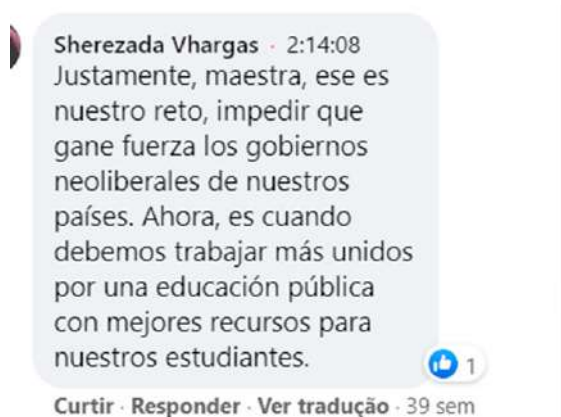 Sherezada Vhargas · 2:14:08
Justamente, maestra, ese es
nuestro reto, impedir que
gane fuerza los gobiernos
neoliberales de nuestros
países. Ahora, es cuando
debemos trabajar más unidos
por una educación pública
con mejores recursos para
nuestros estudiantes.
1
Curtir · Responder · Ver tradução · 39 sem